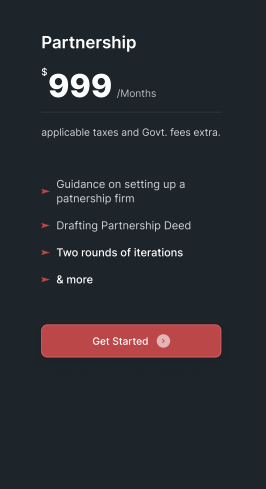 Partnership
$999 /Months
applicable taxes and Govt. fees extra.
Guidance on setting up a
patnership firm
Drafting Partnership Deed
Two rounds of iterations
& more
Get Started